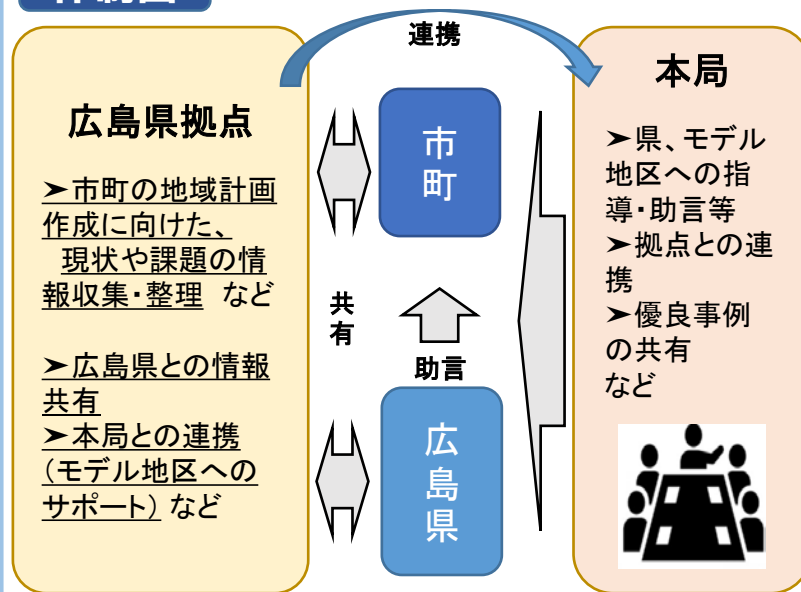 連携
広島県拠点
➤市町の地域計画
作成に向けた、
現状や課題の情
報収集・整理 など
➤広島県との情報
共有
➤本局との連携
(モデル地区への
サポート) など
市
町
共
有
助言
広
島
県
本局
➤県、モデル
地区への指
導・助言等
➤拠点との連
携
➤優良事例
の共有
など